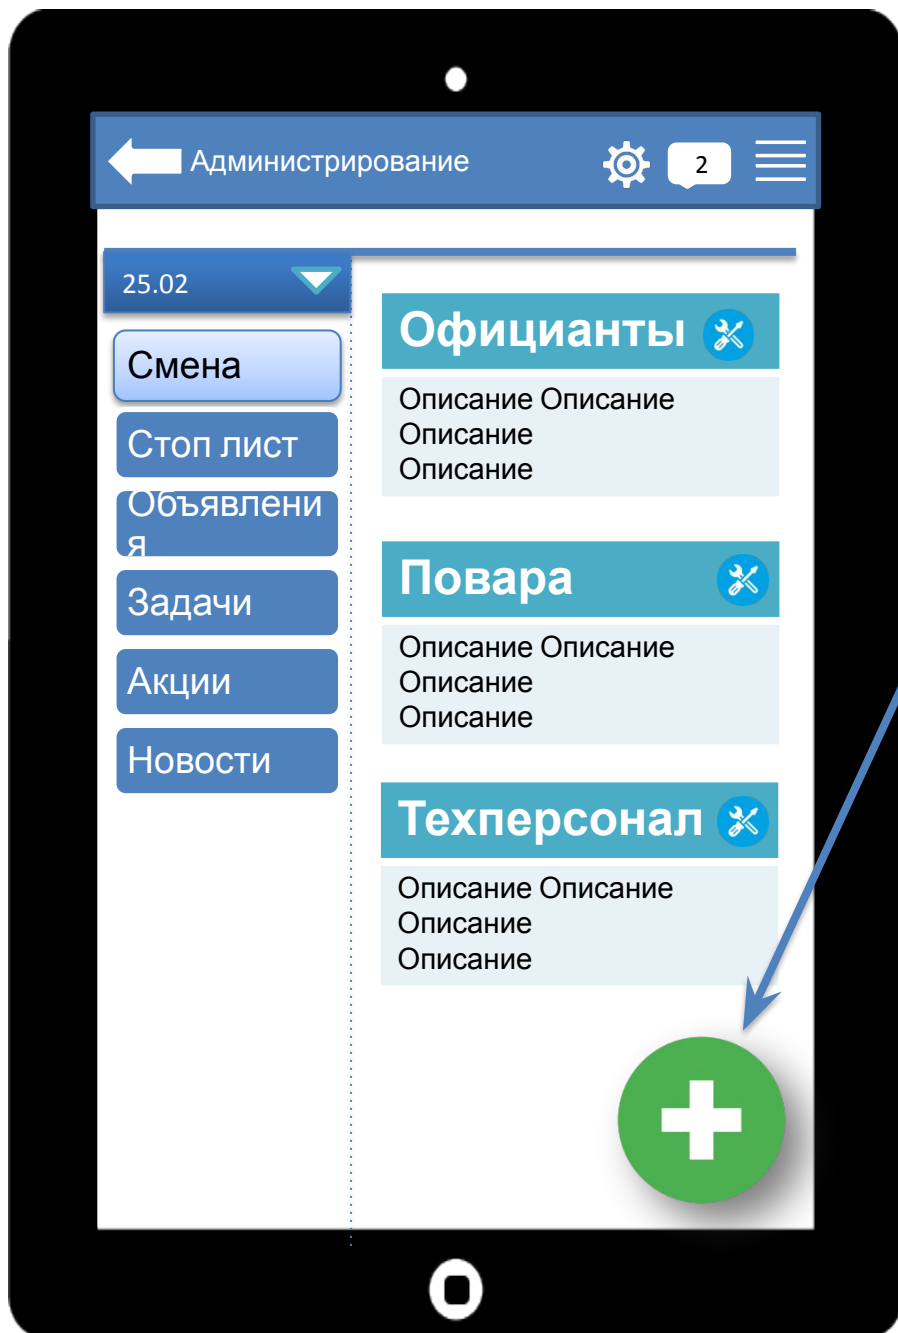 Администрирование
2
25.02
Смена
Стоп лист
Объявлени
я
Задачи
Акции
Новости
Официанты
Описание Описание
Описание
Описание
Повара
Описание Описание
Описание
Описание
Техперсонал
Описание Описание
Описание
Описание